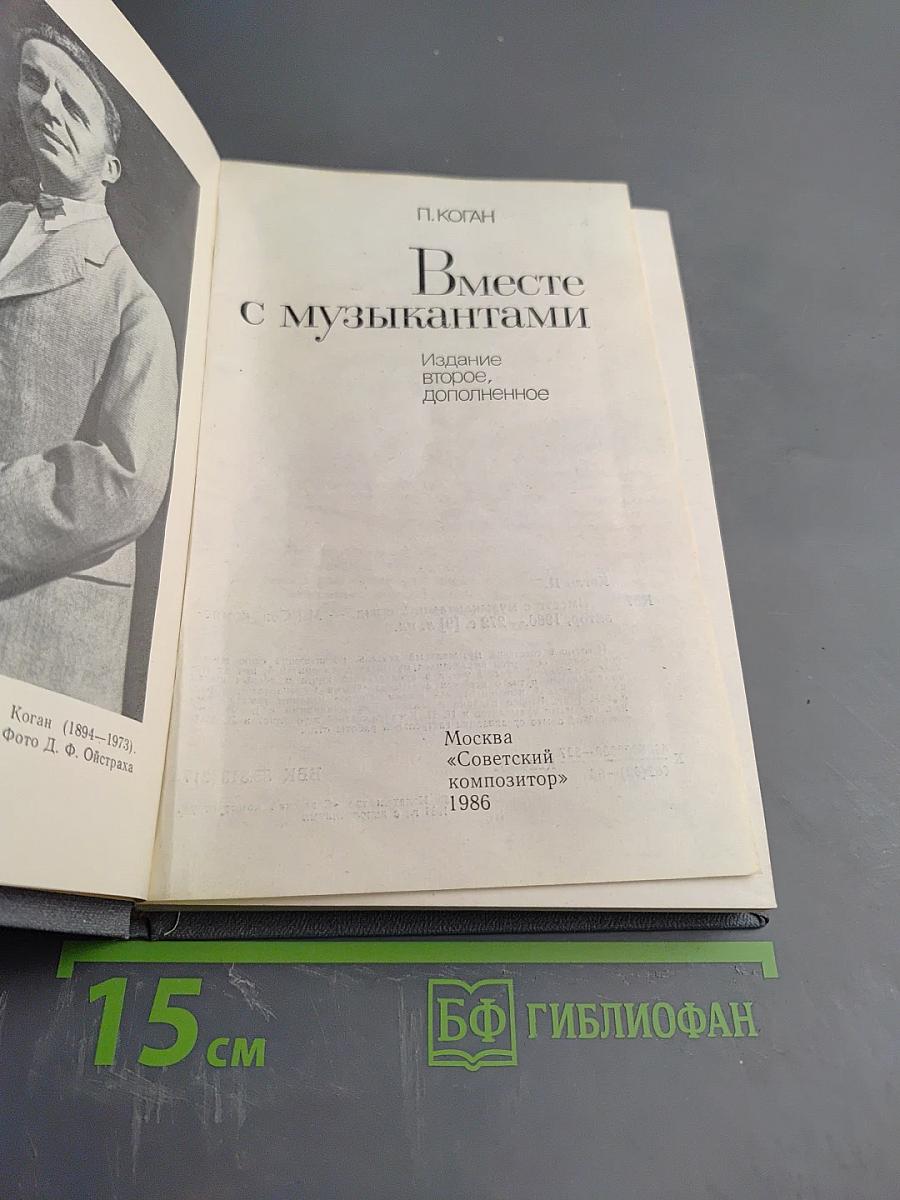 Коган (1894—1973).
Фото Д. Ф. Ойстраха
П. КОГАН
Вместе
с музыкантами
Издание
второе,
дополненное
Москва
«Советский
композитор»
1986
15 см
БФ ГИБЛИОФАН